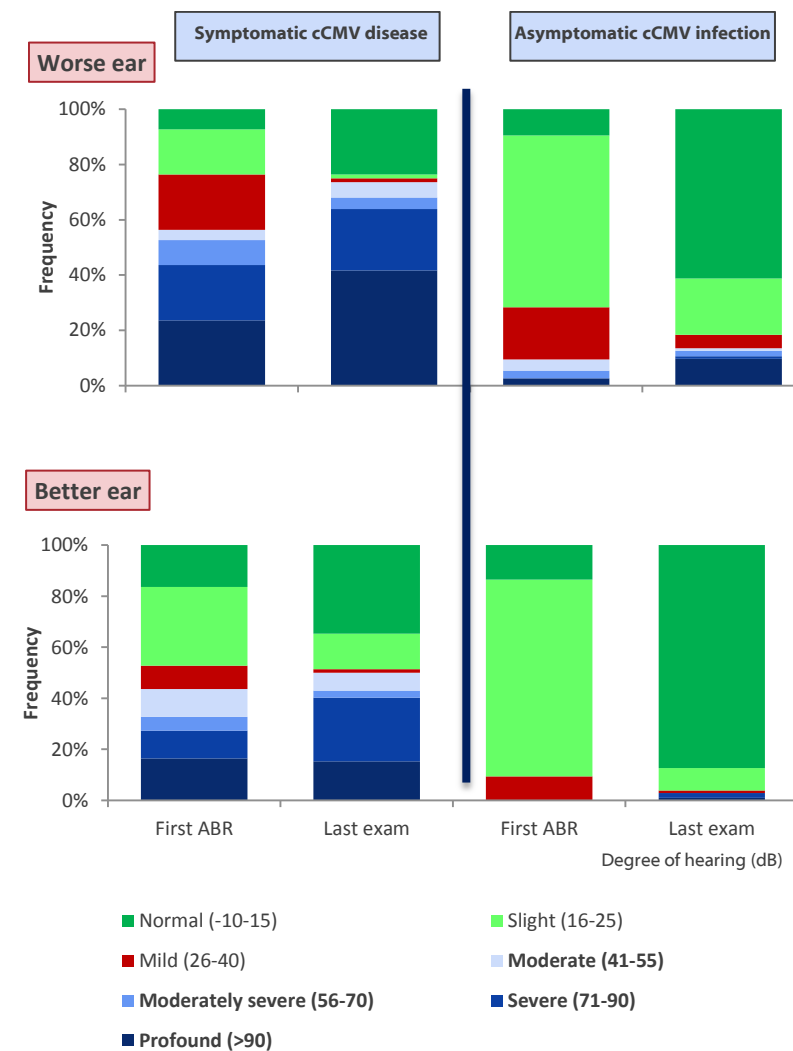 Symptomatic cCMV disease
Asymptomatic cCMV infection
Worse ear
100%
80%
60%
40%
20%
0%
Frequency
Better ear
100%
80%
60%
40%
20%
0%
Frequency
First ABR Last exam First ABR Last exam
Degree of hearing (dB)
Normal (-10-15) Slight (16-25)
Mild (26-40) Moderate (41-55)
Moderately severe (56-70) Severe (71-90)
Profound (>90)